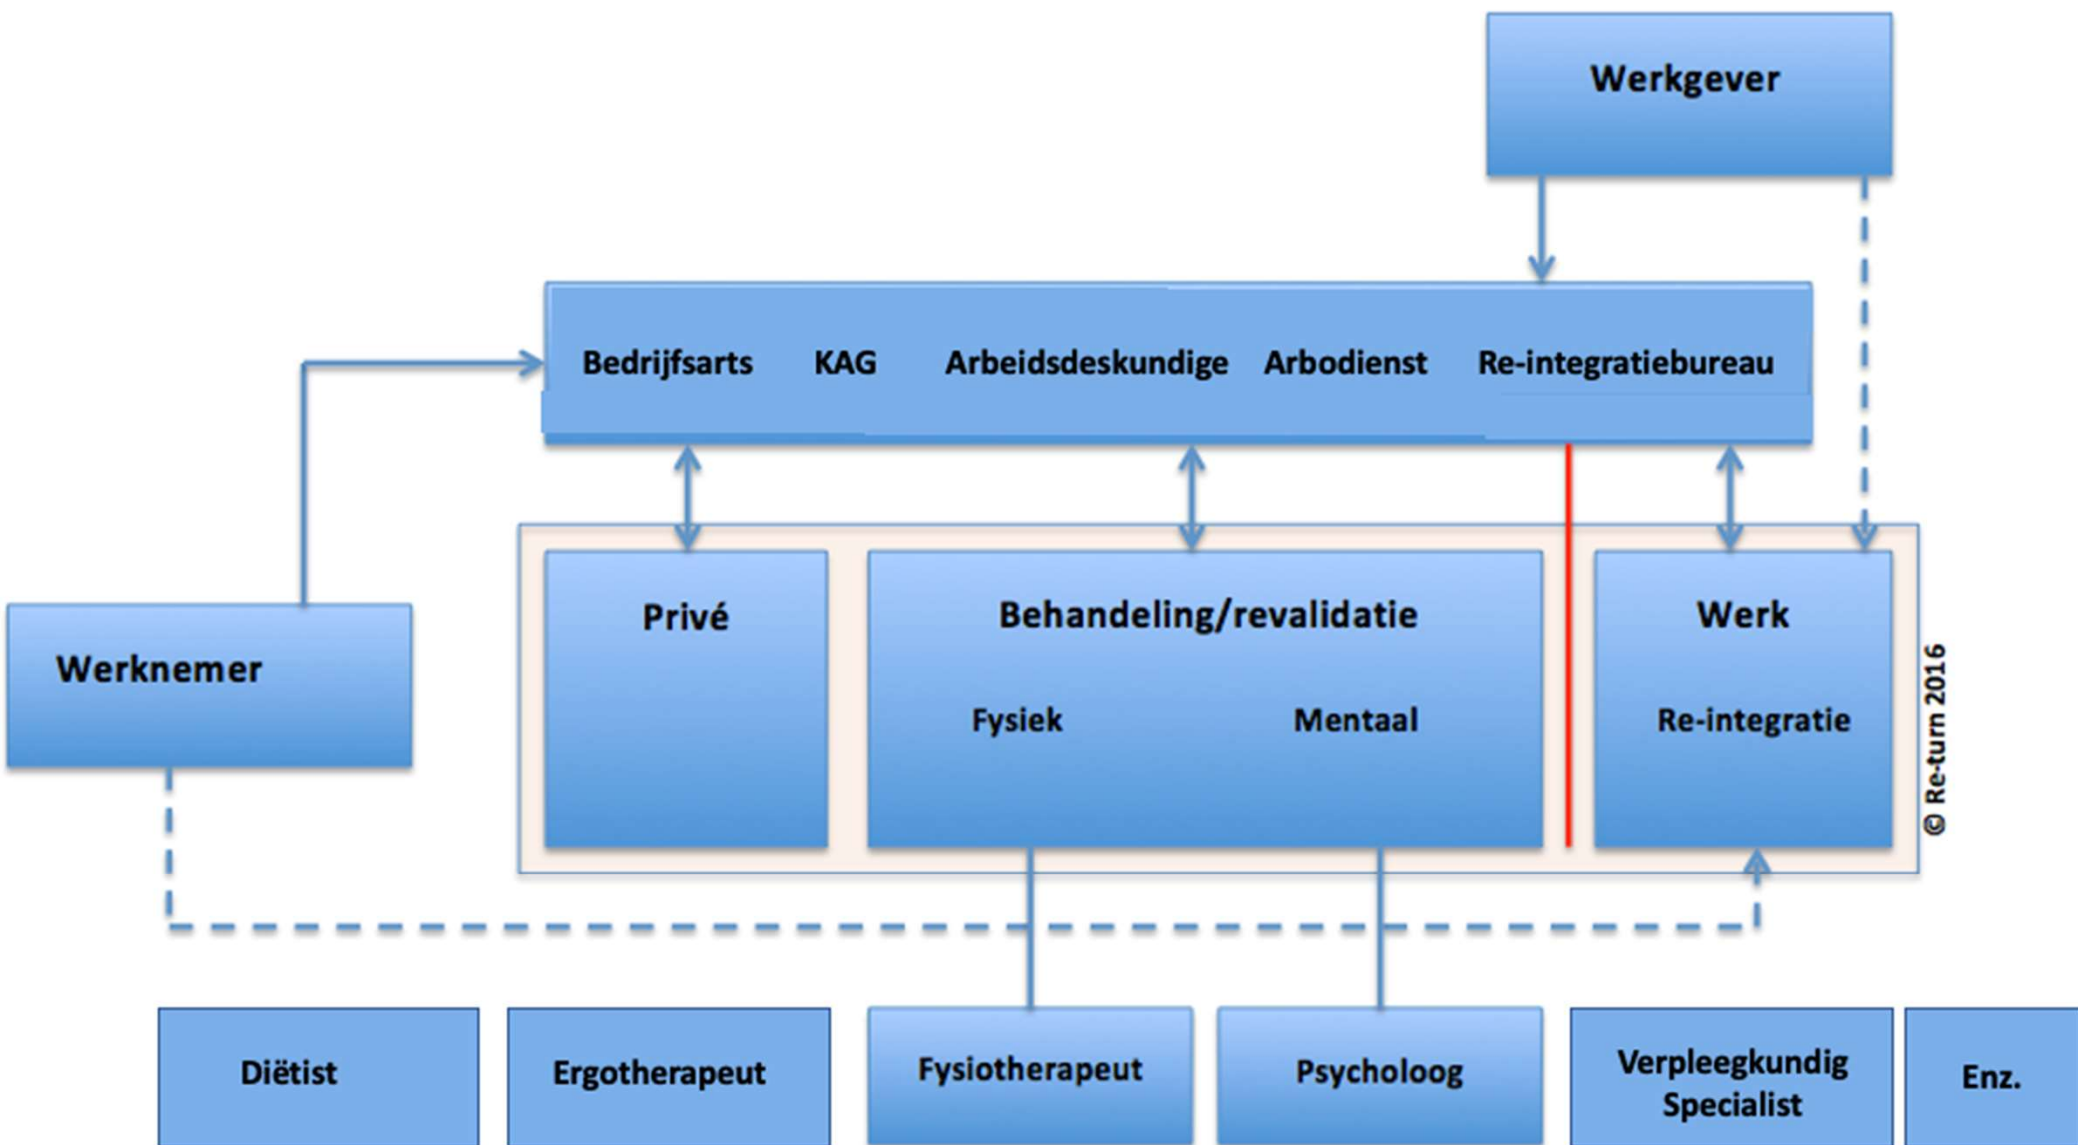 Werkgever
Bedrijfsarts KAG Arbeidsdeskundige Arbodienst Re-integratiebureau
Werknemer
Privé
Behandeling/revalidatie
Fysiek Mentaal
Werk
Re-integratie
© Re-turn 2016
Diëtist
Ergotherapeut
Fysiotherapeut
Psycholoog
Verpleegkundig
Specialist
Enz.